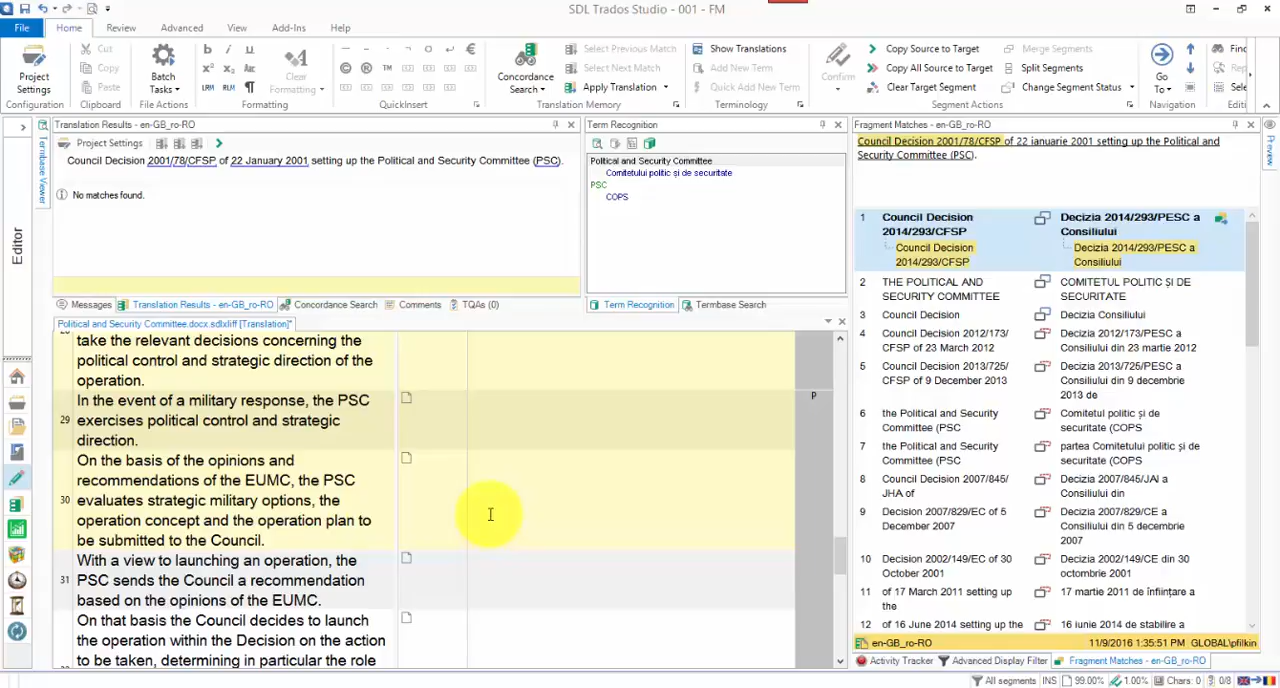 SDL Trados Studio - 001 - FM
File Home Review Advanced View Add-Ins Help
Project Settings
Configuration
Cut
Copy
Paste
Clipboard
Batch Tasks
File Actions
Clear Formatting
Formatting
QuickInsert
Concordance Search
Select Previous Match
Select Next Match
Apply Translation
Translation Memory
Show Translations
Add New Term
Quick Add New Term
Terminology
Confirm
Copy Source to Target
Copy All Source to Target
Clear Target Segment
Merge Segments
Split Segments
Change Segment Status
Segment Actions
Go To
Navigation
Find
Rep
Sele
Editi
Editor
Termbase Viewer
Translation Results - en-GB_ro-RO
Project Settings
Council Decision 2001/78/CFSP of 22 January 2001 setting up the Political and Security Committee (PSC).
No matches found.
Messages Translation Results - en-GB_ro-RO Concordance Search Comments TQAs (0)
Term Recognition
Political and Security Committee
Comitetului politic și de securitate
PSC
COPS
Term Recognition Termbase Search
Political and Security Committee.docx.sdlxliff [Translation]*
take the relevant decisions concerning the
political control and strategic direction of the
operation.
29 In the event of a military response, the PSC
exercises political control and strategic
direction.
P
30 On the basis of the opinions and
recommendations of the EUMC, the PSC
evaluates strategic military options, the
operation concept and the operation plan to
be submitted to the Council.
31 With a view to launching an operation, the
PSC sends the Council a recommendation
based on the opinions of the EUMC.
On that basis the Council decides to launch
the operation within the Decision on the action
to be taken, determining in particular the role
Fragment Matches - en-GB_ro-RO
Preview
Council Decision 2001/78/CFSP of 22 ianuarie 2001 setting up the Political and
Security Committee (PSC).
1 Council Decision 2014/293/CFSP Decizia 2014/293/PESC a Consiliului
Council Decision 2014/293/CFSP Decizia 2014/293/PESC a Consiliului
2 THE POLITICAL AND SECURITY COMMITTEE COMITETUL POLITIC ȘI DE SECURITATE
3 Council Decision Decizia Consiliului
4 Council Decision 2012/173/CFSP of 23 March 2012 Decizia 2012/173/PESC a Consiliului din 23 martie 2012
5 Council Decision 2013/725/CFSP of 9 December 2013 Decizia 2013/725/PESC a Consiliului din 9 decembrie 2013 de
6 the Political and Security Committee (PSC Comitetul politic și de securitate (COPS
7 the Political and Security Committee (PSC partea Comitetului politic și de securitate (COPS
8 Council Decision 2007/845/JHA of Decizia 2007/845/JAI a Consiliului din
9 Decision 2007/829/EC of 5 December 2007 Decizia 2007/829/CE a Consiliului din 5 decembrie 2007
10 Decision 2002/149/EC of 30 October 2001 Decizia 2002/149/CE din 30 octombrie 2001
11 of 17 March 2011 setting up the 17 martie 2011 de înființare a
12 of 16 June 2014 setting up the 16 iunie 2014 de stabilire a
en-GB_ro-RO 11/9/2016 1:35:51 PM GLOBAL\pfilkin
Activity Tracker Advanced Display Filter Fragment Matches - en-GB_ro-RO
All segments INS 99.00% 1.00% Chars: 0 0/8